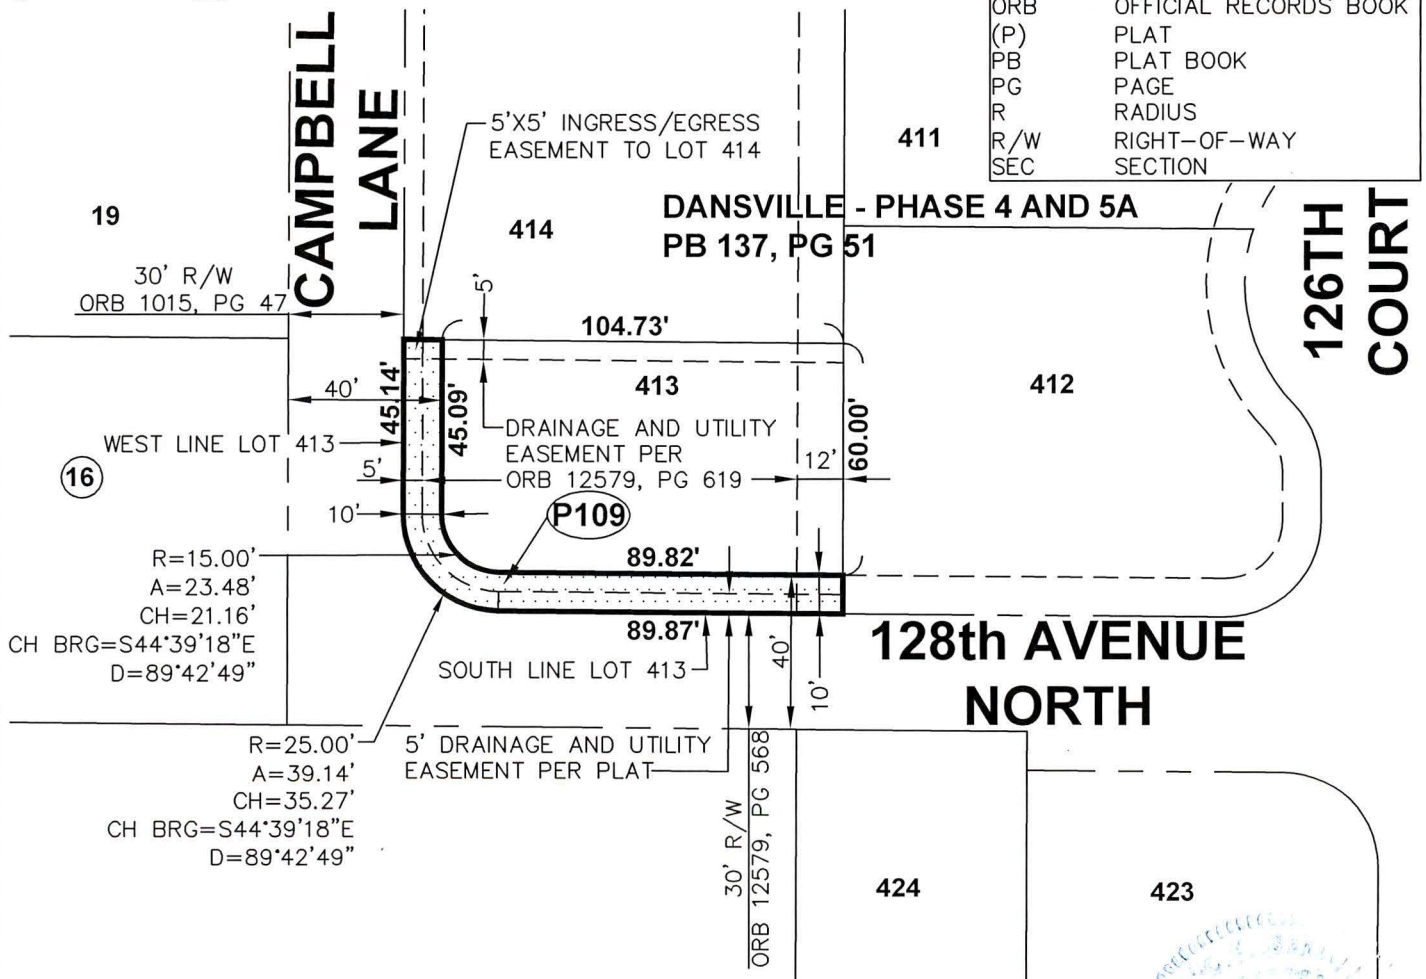 ORB OFFICIAL RECORDS BOOK
(P) PLAT
PB PLAT BOOK
PG PAGE
R RADIUS
R/W RIGHT-OF-WAY
SEC SECTION
CAMPBELL
LANE
5'X5' INGRESS/EGRESS
EASEMENT TO LOT 414
411
19
414
DANSVILLE - PHASE 4 AND 5A
PB 137, PG 51
126TH
COURT
30' R/W
ORB 1015, PG 47
5'
104.73'
40'
45.14'
45.09'
413
412
60.00'
WEST LINE LOT 413
DRAINAGE AND UTILITY
EASEMENT PER
ORB 12579, PG 619
12'
16
5'
10'
P109
R=15.00'
A=23.48'
CH=21.16'
CH BRG=S44°39'18"E
D=89°42'49"
89.82'
89.87'
SOUTH LINE LOT 413
40'
10'
128th AVENUE
NORTH
R=25.00'
A=39.14'
CH=35.27'
CH BRG=S44°39'18"E
D=89°42'49"
5' DRAINAGE AND UTILITY
EASEMENT PER PLAT
30' R/W
ORB 12579, PG 568
424
423